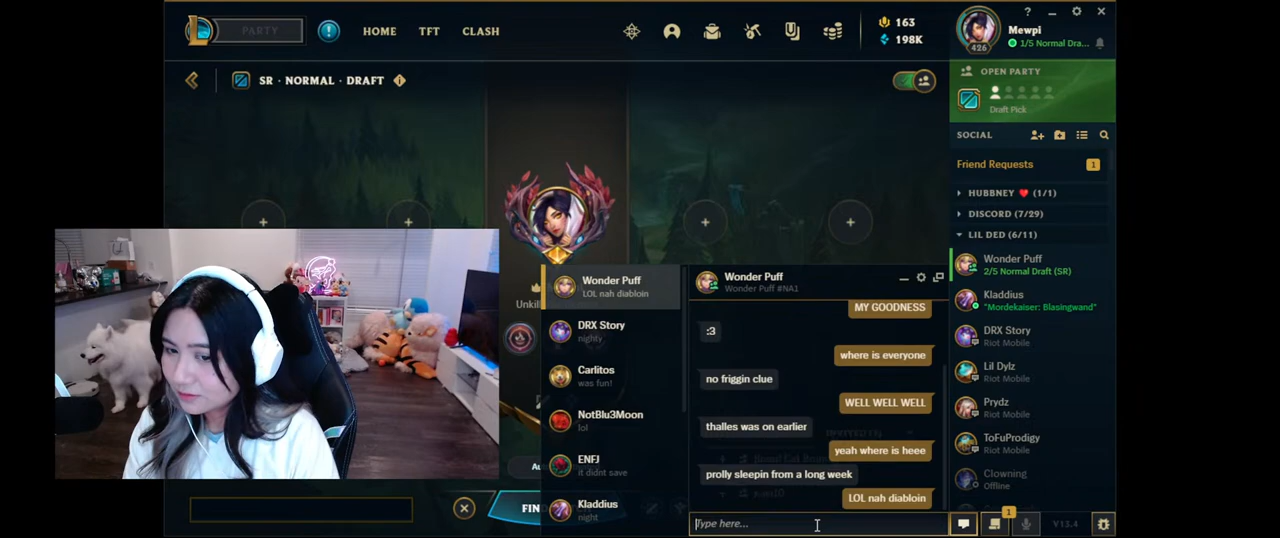 PARTY
HOME
TFT
CLASH
163
198K
426
Mewpi
1/5 Normal Dra...
SR · NORMAL · DRAFT
OPEN PARTY
Draft Pick
SOCIAL
Friend Requests
1
HUBBNEY ❤️ (1/1)
DISCORD (7/29)
LIL DED (6/11)
Wonder Puff
2/5 Normal Draft (SR)
Kladdius
"Mordekaiser: Blasingwand"
DRX Story
Riot Mobile
Lil Dylz
Riot Mobile
Prydz
Riot Mobile
ToFuProdigy
Riot Mobile
Clowning
Offline
Unkill
FIN
Wonder Puff
LOL nah diabloin
DRX Story
nighty
Carlitos
was fun!
NotBlu3Moon
lol
ENFJ
it didnt save
Kladdius
night
Wonder Puff
Wonder Puff #NA1
MY GOODNESS
:3
where is everyone
no friggin clue
WELL WELL WELL
thalles was on earlier
yeah where is heee
prolly sleepin from a long week
LOL nah diabloin
Type here...
1
V13.4